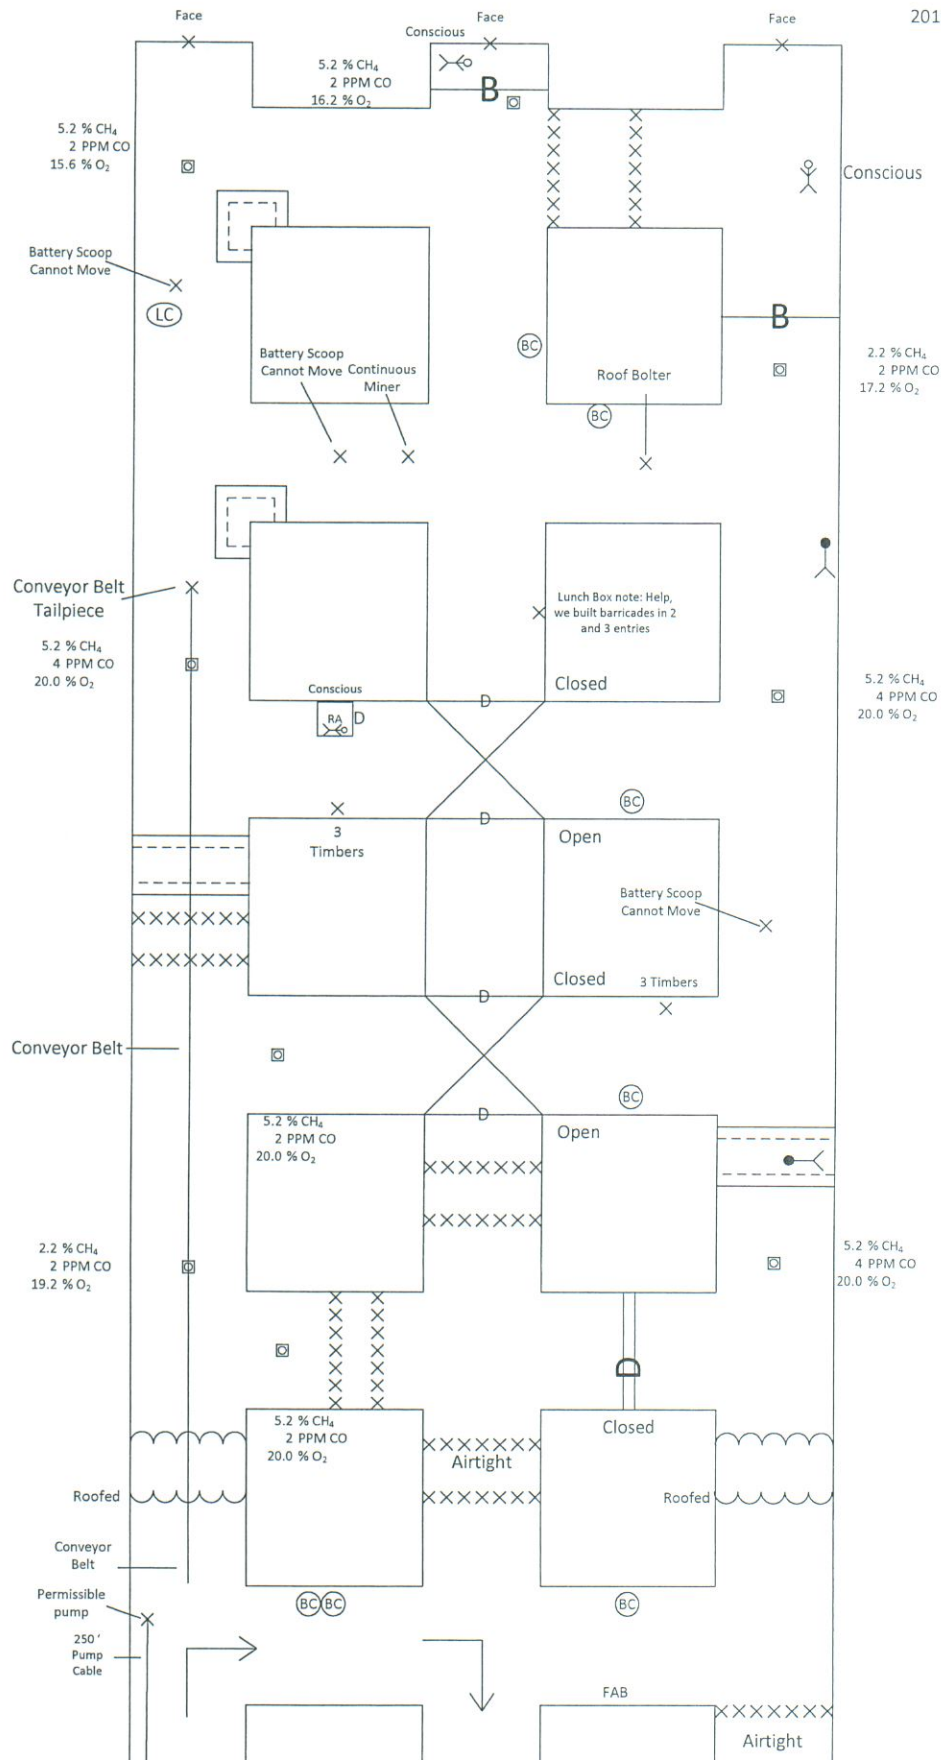 Face
Face
Face
201
Conscious
5.2 % CH₄
2 PPM CO
16.2 % O₂
B
5.2 % CH₄
2 PPM CO
15.6 % O₂
Conscious
Battery Scoop
Cannot Move
LC
B
Battery Scoop
Cannot Move
Continuous
Miner
BC
Roof Bolter
2.2 % CH₄
2 PPM CO
17.2 % O₂
BC
Conveyor Belt
Tailpiece
Lunch Box note: Help,
we built barricades in 2
and 3 entries
5.2 % CH₄
4 PPM CO
20.0 % O₂
Conscious
RA
D
D
Closed
5.2 % CH₄
4 PPM CO
20.0 % O₂
BC
3
Timbers
D
Open
Battery Scoop
Cannot Move
D
Closed
3 Timbers
Conveyor Belt
BC
5.2 % CH₄
2 PPM CO
20.0 % O₂
D
Open
2.2 % CH₄
2 PPM CO
19.2 % O₂
5.2 % CH₄
4 PPM CO
20.0 % O₂
D
5.2 % CH₄
2 PPM CO
20.0 % O₂
Airtight
Closed
Roofed
Roofed
Conveyor
Belt
Permissible
pump
BC
BC
BC
250 '
Pump
Cable
FAB
Airtight